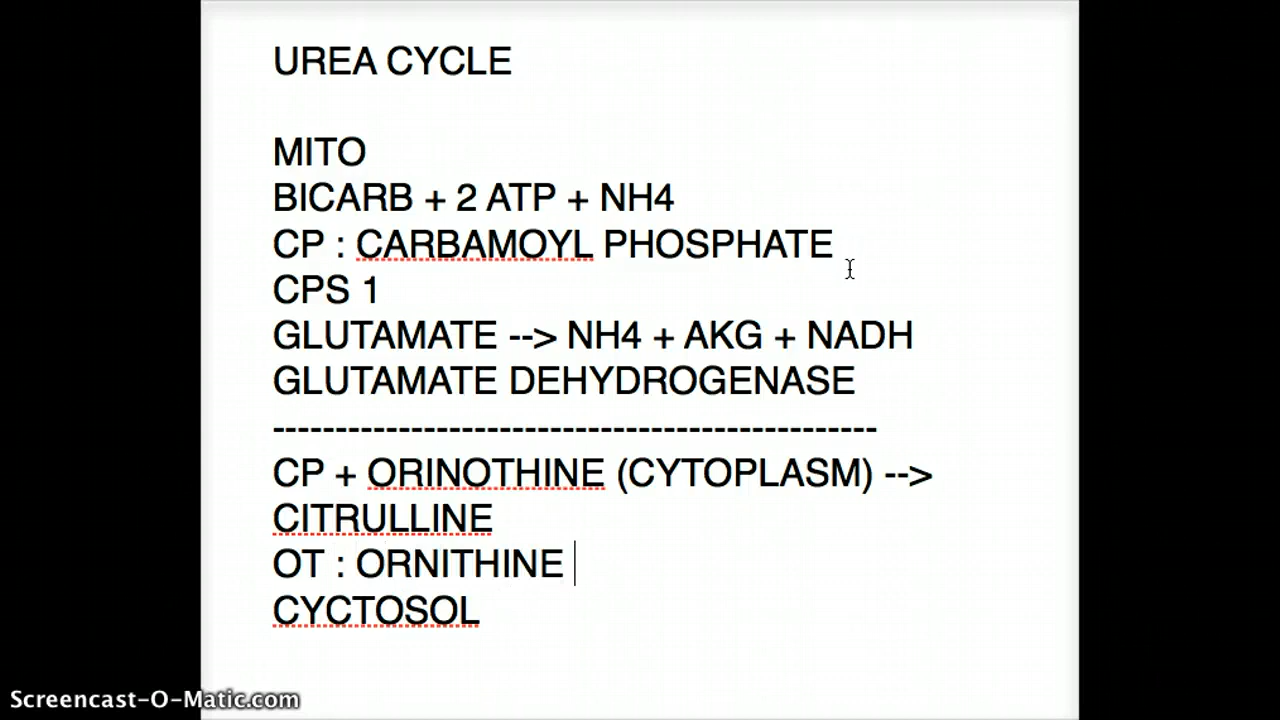 UREA CYCLE
MITO
BICARB + 2 ATP + NH4
CP : CARBAMOYL PHOSPHATE
CPS 1
GLUTAMATE --> NH4 + AKG + NADH
GLUTAMATE DEHYDROGENASE
------------------------------------------------
CP + ORINOTHINE (CYTOPLASM) -->
CITRULLINE
OT : ORNITHINE
CYCTOSOL
Screencast-O-Matic.com